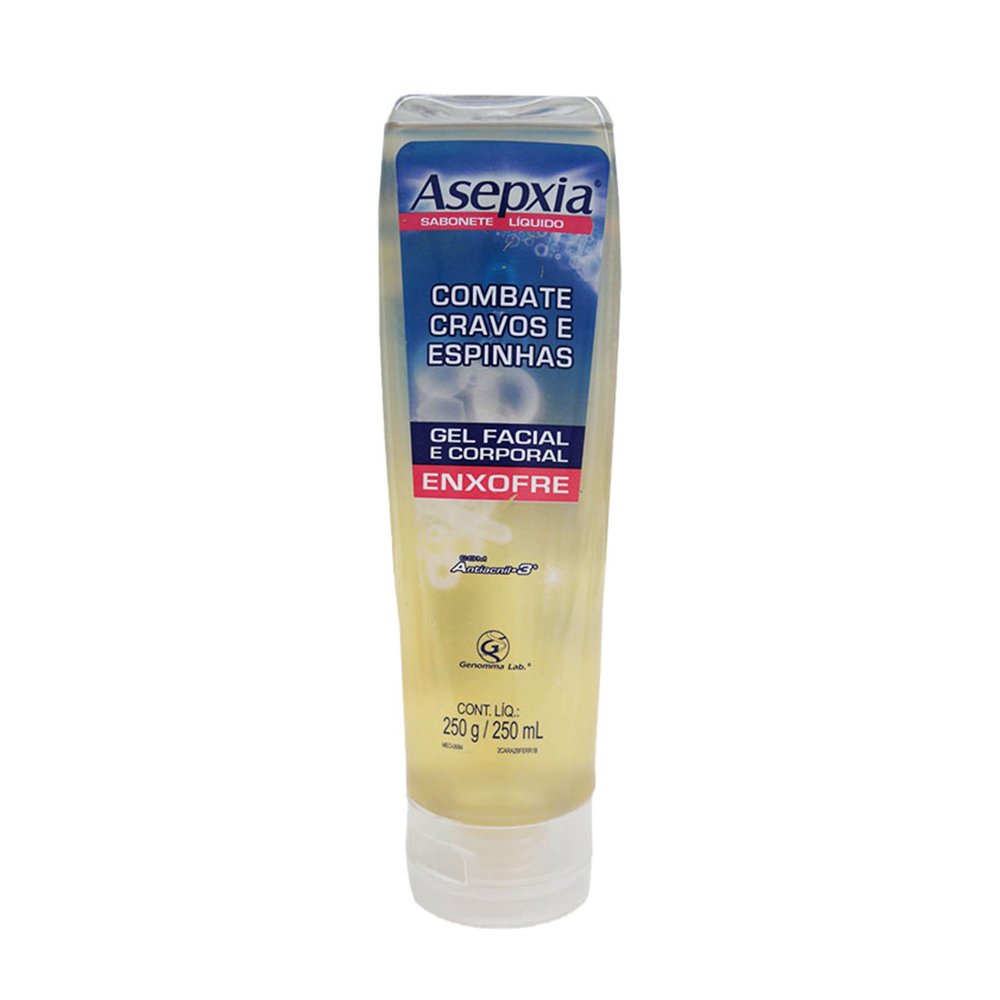 Asepxia®
SABONETE LÍQUIDO
COMBATE
CRAVOS E
ESPINHAS
GEL FACIAL
E CORPORAL
ENXOFRE
COM
Antiacnil-3®
Genomma Lab.®
CONT. LÍQ.:
250 g / 250 mL